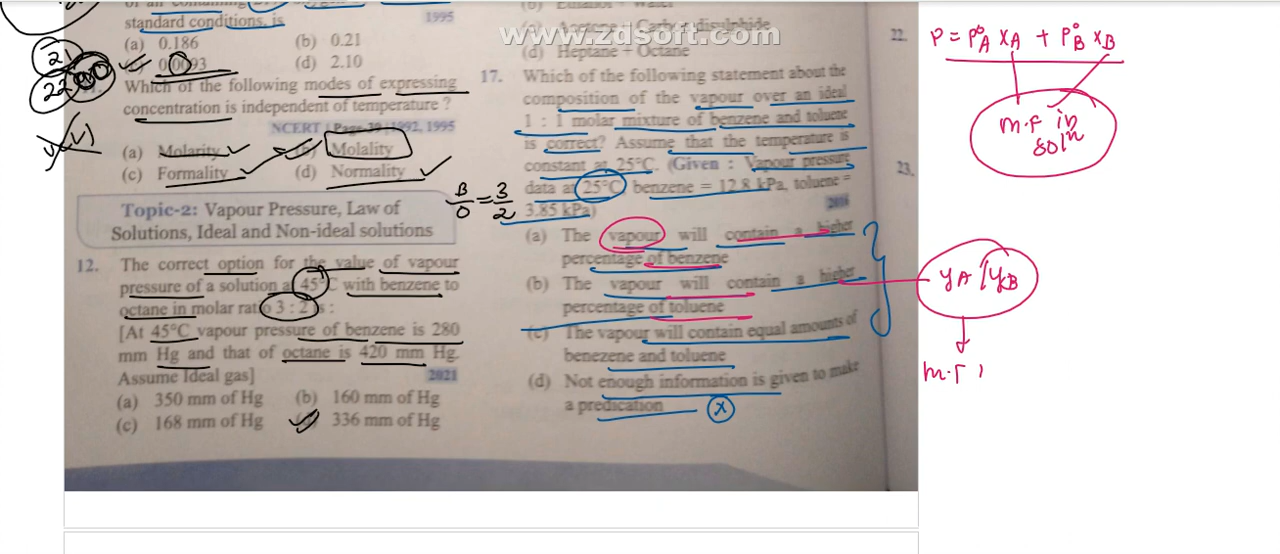 standard conditions, is
1995
(a) 0.186
(b) 0.21
(d) 2.10
Which of the following modes of expressing
concentration is independent of temperature ?
NCERT | Page-39 | 1992, 1995
(a) Molarity
(b) Molality
(c) Formality
(d) Normality
Topic-2: Vapour Pressure, Law of
Solutions, Ideal and Non-ideal solutions
12. The correct option for the value of vapour
pressure of a solution at 45°C with benzene to
octane in molar ratio 3 : 2 is :
[At 45°C vapour pressure of benzene is 280
mm Hg and that of octane is 420 mm Hg.
Assume Ideal gas]
2021
(a) 350 mm of Hg
(b) 160 mm of Hg
(c) 168 mm of Hg
336 mm of Hg
B/O = 3/2
www.zdsoft.com
(c) Acetone + Carbon disulphide
(d) Heptane + Octane
17. Which of the following statement about the
composition of the vapour over an ideal
1 : 1 molar mixture of benzene and toluene
is correct? Assume that the temperature is
constant at 25°C. (Given : Vapour pressure
data at 25°C benzene = 12.8 kPa, toluene =
3.85 kPa)
2016
(a) The vapour will contain a higher
percentage of benzene
(b) The vapour will contain a higher
percentage of toluene
(c) The vapour will contain equal amounts of
benezene and toluene
(d) Not enough information is given to make
a predication
22.
23.
P = P°A XA + P°B XB
m.F in
solⁿ
yA / yB